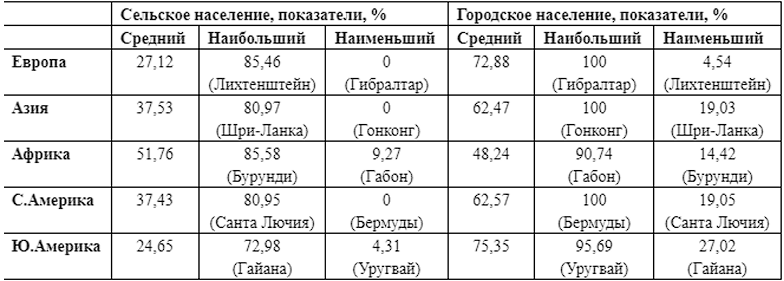 Сельское население, показатели, % Городское население, показатели, %
Средний Наибольший Наименьший Средний Наибольший Наименьший
Европа 27,12 85,46 0 72,88 100 4,54
(Лихтенштейн) (Гибралтар) (Гибралтар) (Лихтенштейн)
Азия 37,53 80,97 0 62,47 100 19,03
(Шри-Ланка) (Гонконг) (Гонконг) (Шри-Ланка)
Африка 51,76 85,58 9,27 48,24 90,74 14,42
(Бурунди) (Габон) (Габон) (Бурунди)
С.Америка 37,43 80,95 0 62,57 100 19,05
(Санта Лючия) (Бермуды) (Бермуды) (Санта Лючия)
Ю.Америка 24,65 72,98 4,31 75,35 95,69 27,02
(Гайана) (Уругвай) (Уругвай) (Гайана)